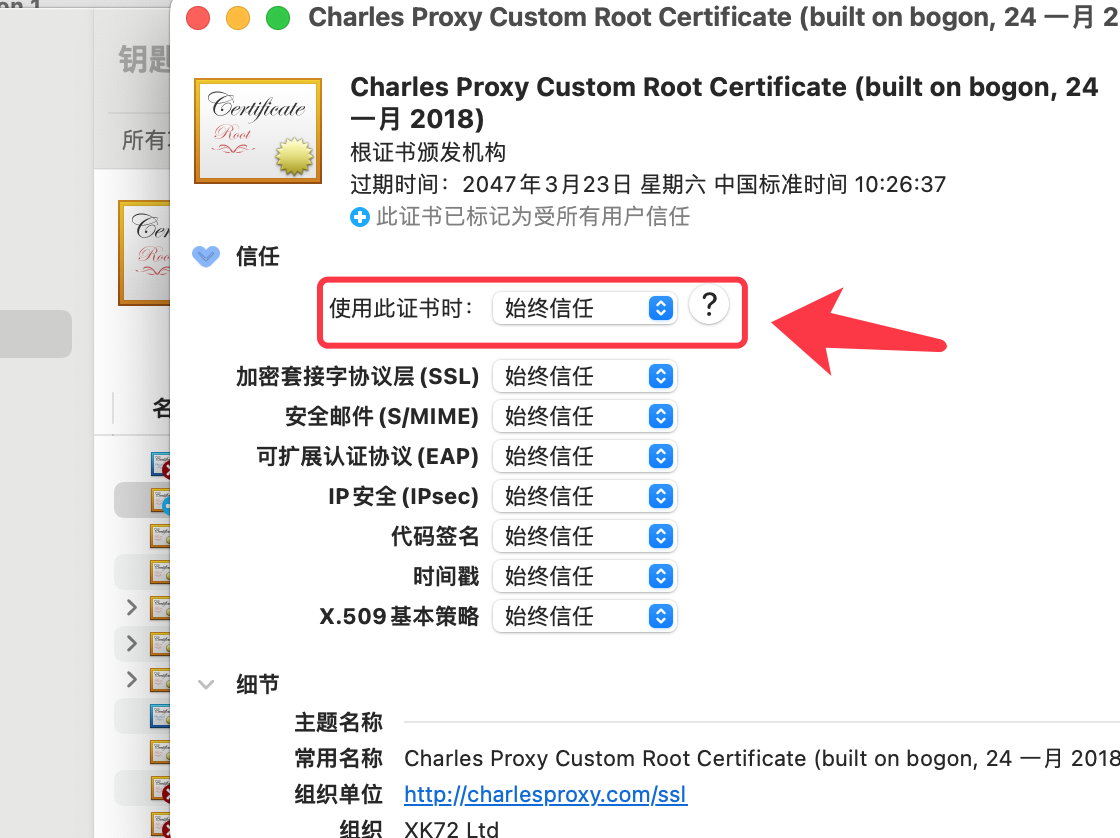 Charles Proxy Custom Root Certificate (built on bogon, 24 一月 2
钥匙
所有
Certificate
Root
Charles Proxy Custom Root Certificate (built on bogon, 24
一月 2018)
根证书颁发机构
过期时间：2047年3月23日 星期六 中国标准时间 10:26:37
此证书已标记为受所有用户信任
信任
使用此证书时： 始终信任 ?
加密套接字协议层 (SSL) 始终信任
安全邮件 (S/MIME) 始终信任
可扩展认证协议 (EAP) 始终信任
IP 安全 (IPsec) 始终信任
代码签名 始终信任
时间戳 始终信任
X.509 基本策略 始终信任
名
细节
主题名称
常用名称 Charles Proxy Custom Root Certificate (built on bogon, 24 一月 2018
组织单位 http://charlesproxy.com/ssl
组织 XK72 Ltd